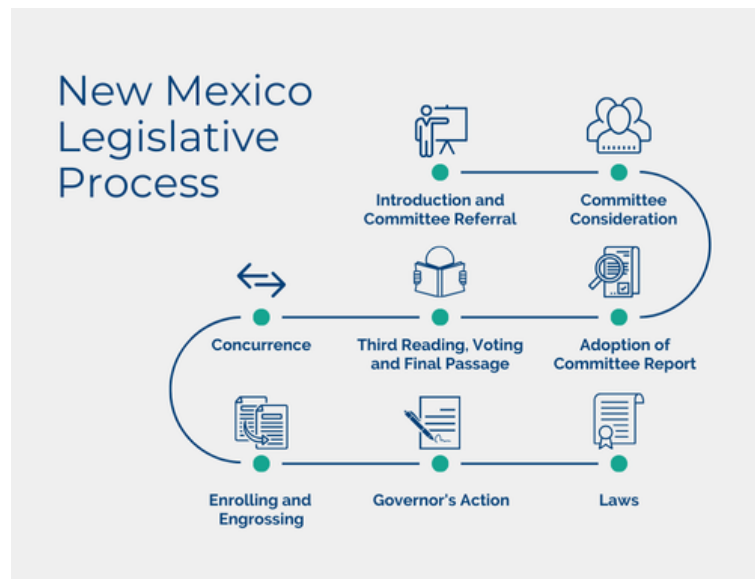 New Mexico
Legislative
Process
Introduction and
Committee Referral
Committee
Consideration
Adoption of
Committee Report
Third Reading, Voting
and Final Passage
Concurrence
Enrolling and
Engrossing
Governor's Action
Laws